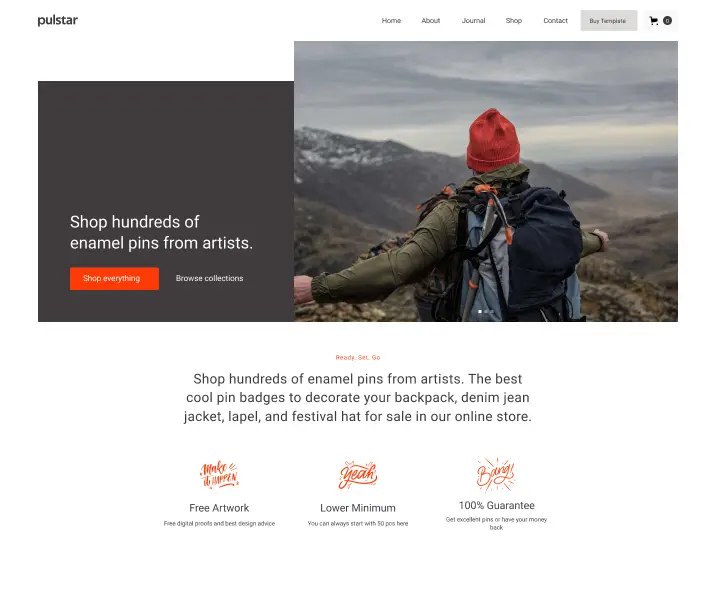 pulstar
Home About Journal Shop Contact Buy Template 0
Shop hundreds of
enamel pins from artists.
Shop everything Browse collections
Ready, Set, Go
Shop hundreds of enamel pins from artists. The best
cool pin badges to decorate your backpack, denim jean
jacket, lapel, and festival hat for sale in our online store.
Make
it HAPPEN
Yeah
Bang!
Free Artwork
Lower Minimum
100% Guarantee
Free digital proofs and best design advice
You can always start with 50 pcs here
Get excellent pins or have your money
back